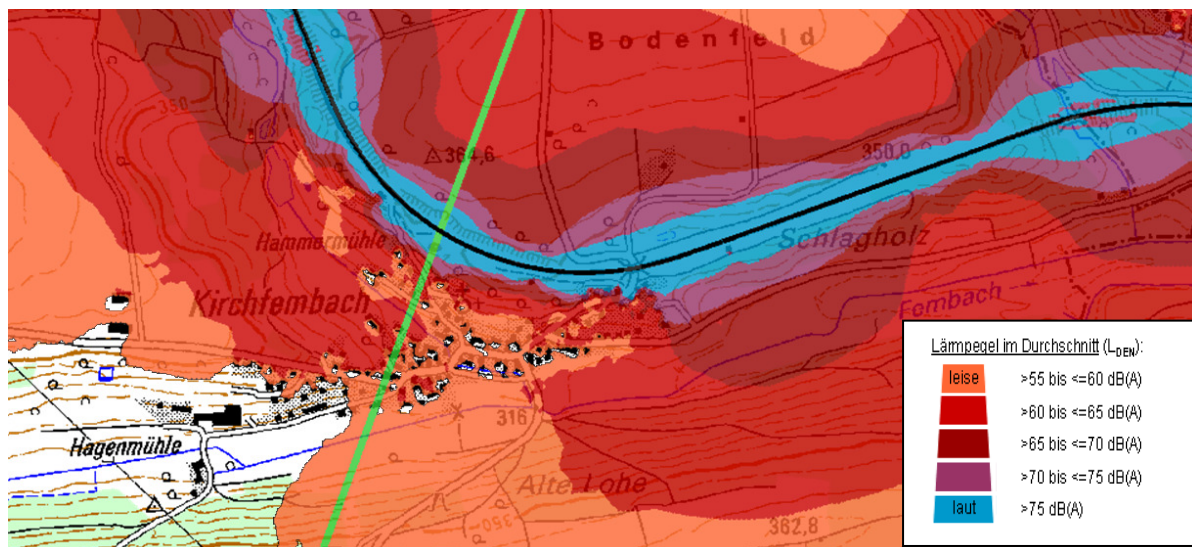 Bodenfeld
350
364,6
350,0
Hammermühle
Schlagholz
Kirchfembach
Fembach
Hagenmühle
316
Alte Lohe
350
362,8
Lärmpegel im Durchschnitt (LDEN):
leise >55 bis <=60 dB(A)
>60 bis <=65 dB(A)
>65 bis <=70 dB(A)
>70 bis <=75 dB(A)
laut >75 dB(A)